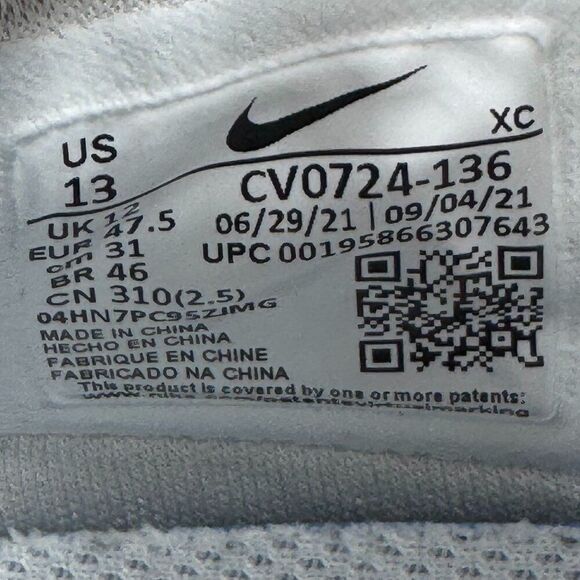 XC
US
13
CV0724-136
06/29/21 | 09/04/21
UPC 00195866307643
UK 12
EUR 47.5
cm 31
BR 46
CN 310(2.5)
04HN7PC95ZIMG
MADE IN CHINA
HECHO EN CHINA
FABRIQUE EN CHINE
FABRICADO NA CHINA
This product is covered by one or more patents: